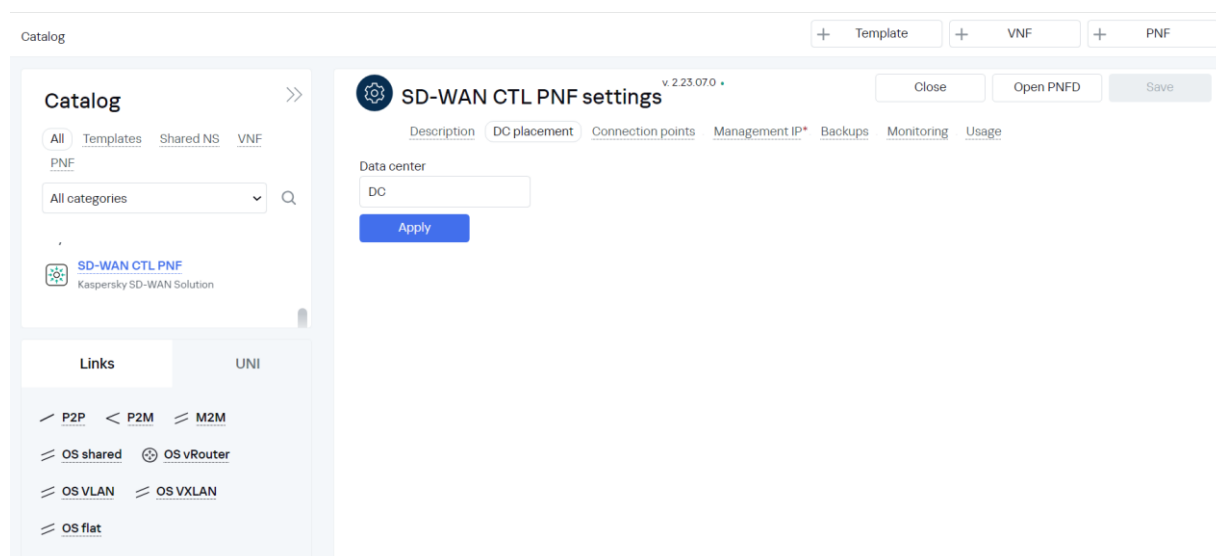 Catalog
+ Template
+ VNF
+ PNF
Catalog
All Templates Shared NS VNF
PNF
All categories
SD-WAN CTL PNF
Kaspersky SD-WAN Solution
Links
UNI
P2P P2M M2M
OS shared OS vRouter
OS VLAN OS VXLAN
OS flat
SD-WAN CTL PNF settings
v. 2.23.07.0 •
Close
Open PNFD
Save
Description DC placement Connection points Management IP* Backups Monitoring Usage
Data center
DC
Apply